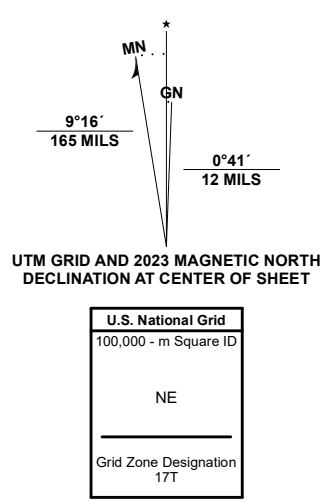 ★
MN
GN
9°16´
165 MILS
0°41´
12 MILS
UTM GRID AND 2023 MAGNETIC NORTH
DECLINATION AT CENTER OF SHEET
U.S. National Grid
100,000 - m Square ID
NE
Grid Zone Designation
17T